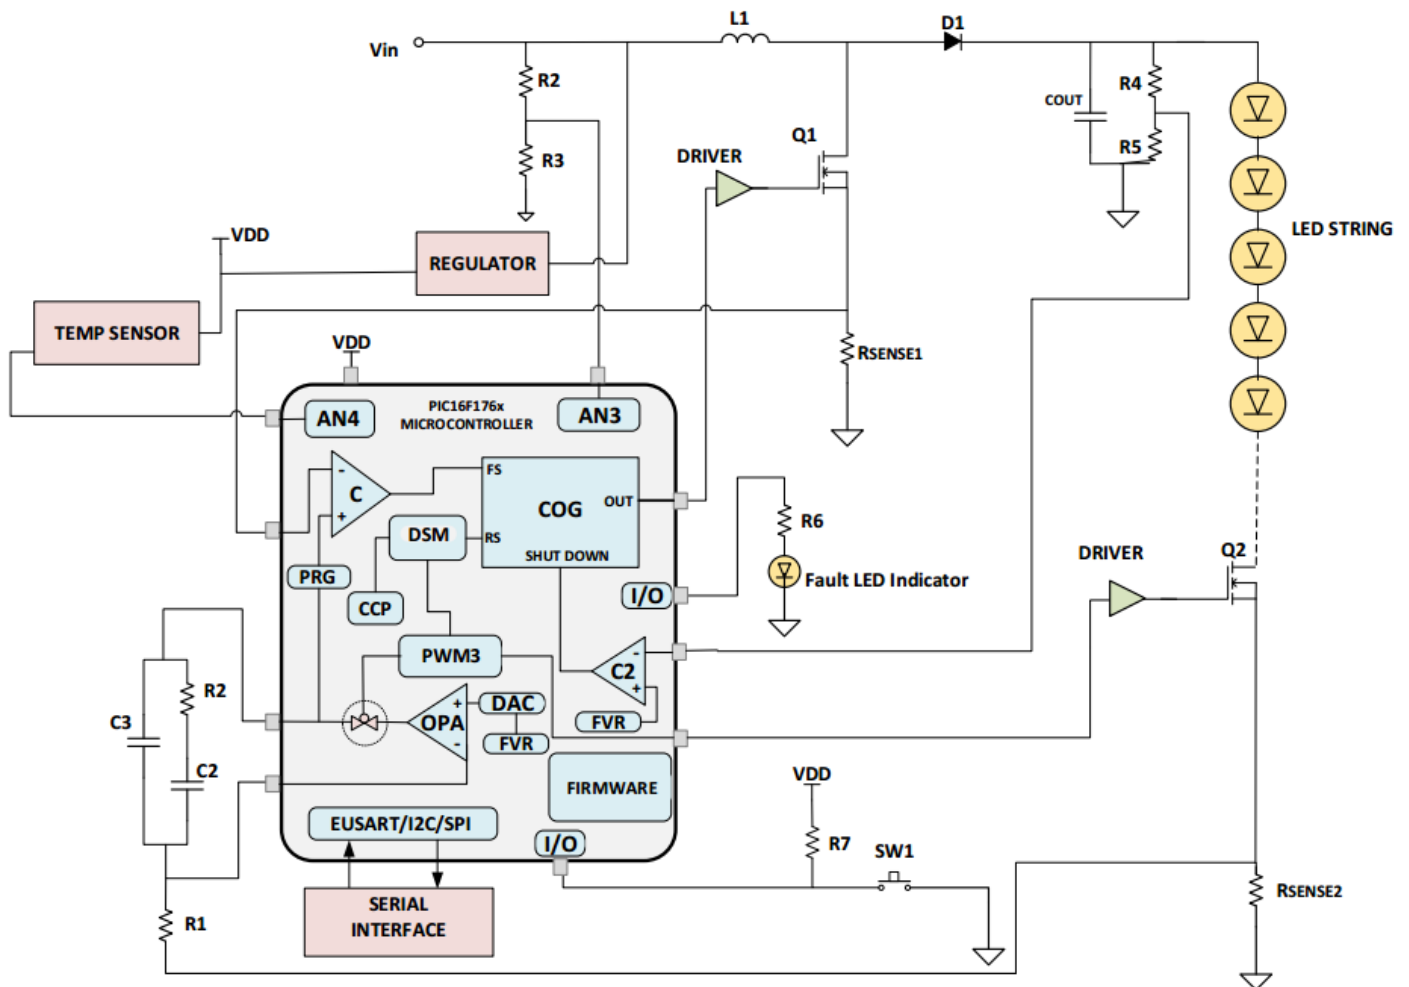 L1
D1
Vin
R2
R4
COUT
Q1
R5
DRIVER
R3
LED STRING
VDD
REGULATOR
TEMP SENSOR
VDD
RSENSE1
PIC16F176x
MICROCONTROLLER
AN4
AN3
-
C
+
FS
COG
OUT
RS
SHUT DOWN
DSM
R6
PRG
CCP
I/O
Fault LED Indicator
DRIVER
Q2
PWM3
-
C2
+
R2
C3
C2
+
OPA
-
DAC
FVR
FVR
FIRMWARE
VDD
EUSART/I2C/SPI
I/O
R7
SW1
RSENSE2
SERIAL
INTERFACE
R1